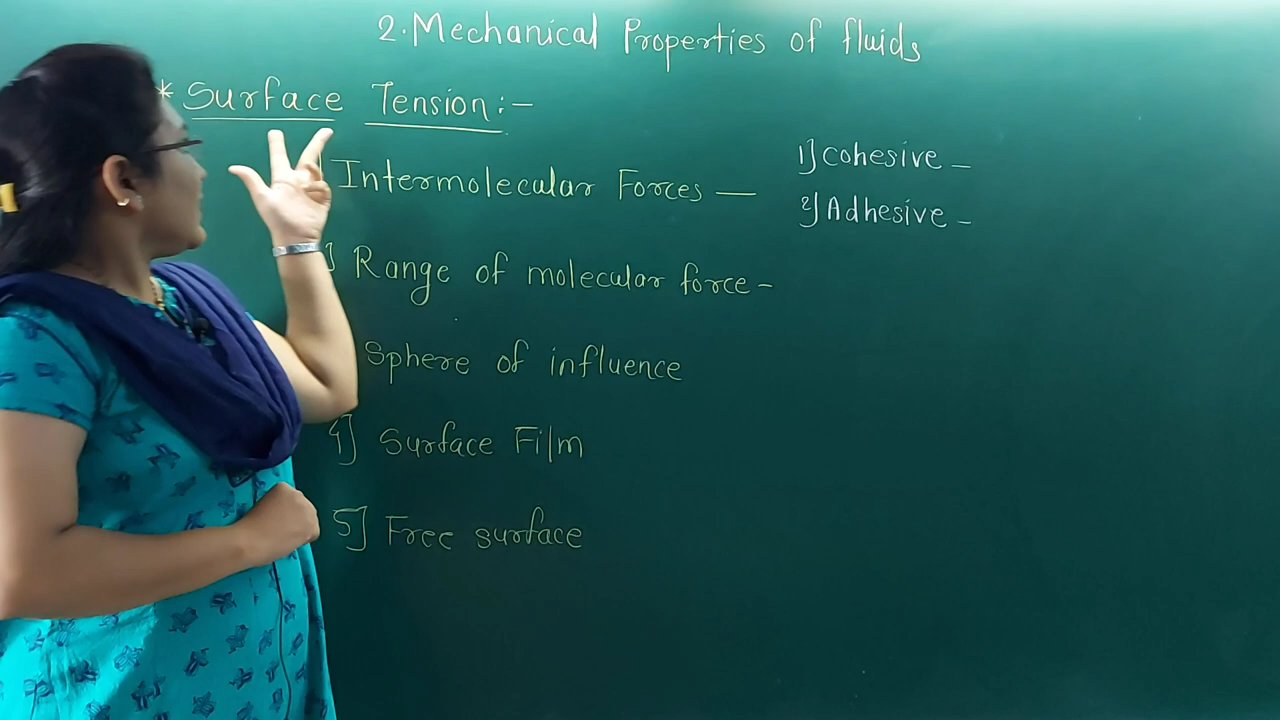 2. Mechanical Properties of fluids
* Surface Tension :-
Intermolecular Forces —
1] Cohesive –
2] Adhesive –
] Range of molecular force –
Sphere of influence
4] Surface Film
5] Free surface